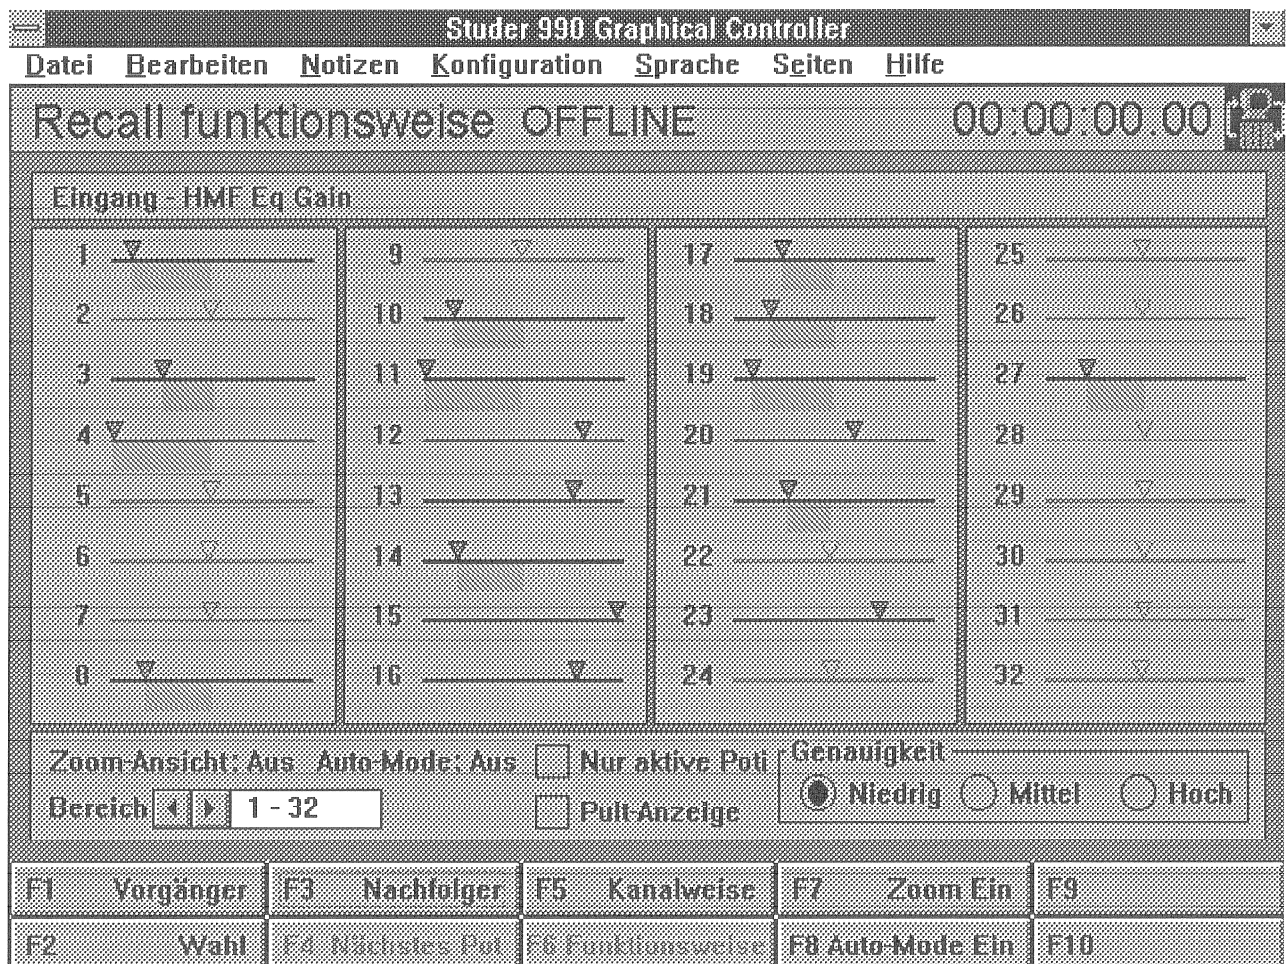 Studer 990 Graphical Controller
Datei Bearbeiten Notizen Konfiguration Sprache Seiten Hilfe
Recall funktionsweise OFFLINE 00:00:00.00
Eingang - HMF Eq Gain
1 9 17 25
2 10 18 26
3 11 19 27
4 12 20 28
5 13 21 29
6 14 22 30
7 15 23 31
8 16 24 32
Zoom-Ansicht: Aus Auto-Mode: Aus Nur aktive Poti Genauigkeit
Niedrig Mittel Hoch
Bereich 1 - 32 Pult-Anzeige
F1 Vorgänger F3 Nachfolger F5 Kanalweise F7 Zoom Ein F9
F2 Wahl F4 Nächstes Pot F6 Funktionsweise F8 Auto-Mode Ein F10